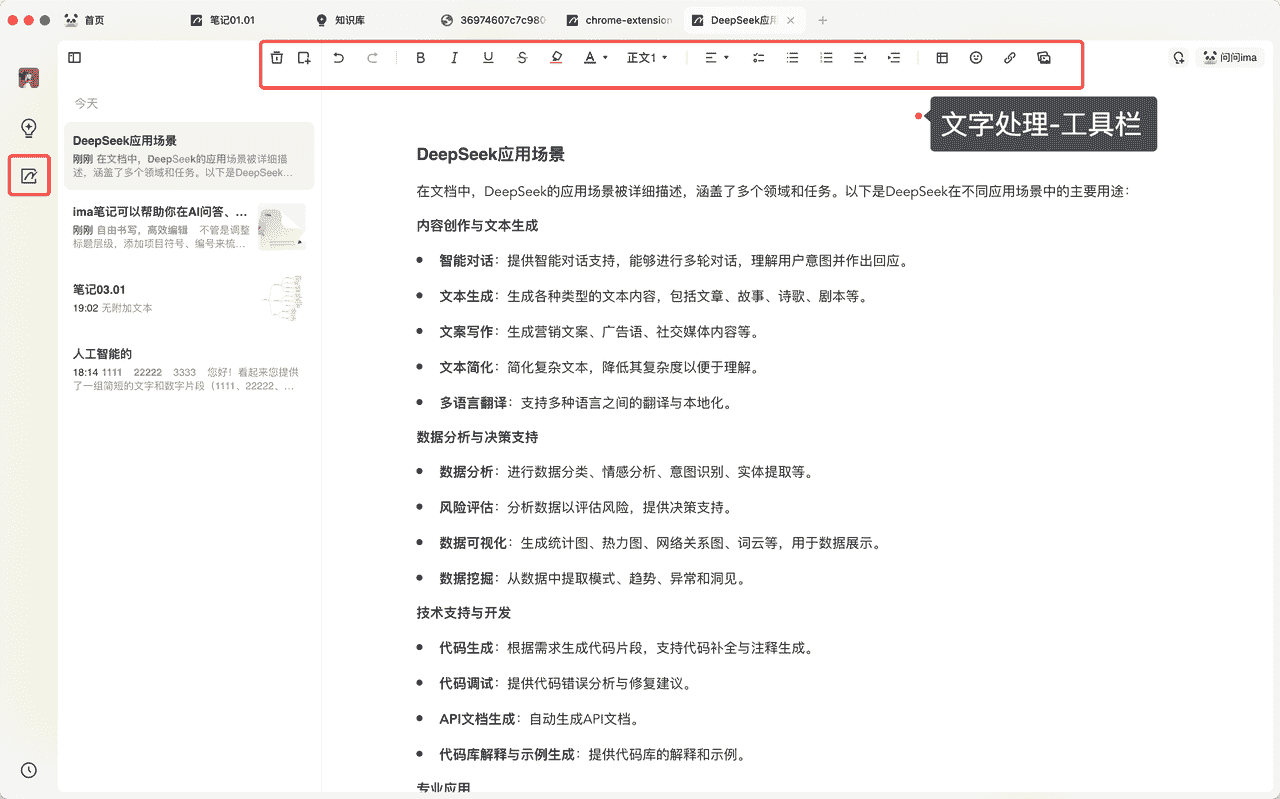 首页
笔记01.01
知识库
36974607c7c980
chrome-extension
DeepSeek应用
B I U S A 正文1
问问ima
今天
DeepSeek应用场景
刚刚 在文档中，DeepSeek的应用场景被详细描
述，涵盖了多个领域和任务。以下是DeepSeek...
ima笔记可以帮助你在AI问答、...
刚刚 自由书写，高效编辑 不管是调整
标题层级，添加项目符号、编号来梳...
笔记03.01
19:02 无附加文本
人工智能的
18:14 1111 22222 3333 您好！看起来您提供
了一组简短的文字和数字片段（1111、22222、...
文字处理-工具栏
DeepSeek应用场景
在文档中，DeepSeek的应用场景被详细描述，涵盖了多个领域和任务。以下是DeepSeek在不同应用场景中的主要用途：
内容创作与文本生成
• 智能对话：提供智能对话支持，能够进行多轮对话，理解用户意图并作出回应。
• 文本生成：生成各种类型的文本内容，包括文章、故事、诗歌、剧本等。
• 文案写作：生成营销文案、广告语、社交媒体内容等。
• 文本简化：简化复杂文本，降低其复杂度以便于理解。
• 多语言翻译：支持多种语言之间的翻译与本地化。
数据分析与决策支持
• 数据分析：进行数据分类、情感分析、意图识别、实体提取等。
• 风险评估：分析数据以评估风险，提供决策支持。
• 数据可视化：生成统计图、热力图、网络关系图、词云等，用于数据展示。
• 数据挖掘：从数据中提取模式、趋势、异常和洞见。
技术支持与开发
• 代码生成：根据需求生成代码片段，支持代码补全与注释生成。
• 代码调试：提供代码错误分析与修复建议。
• API文档生成：自动生成API文档。
• 代码库解释与示例生成：提供代码库的解释和示例。
专业应用